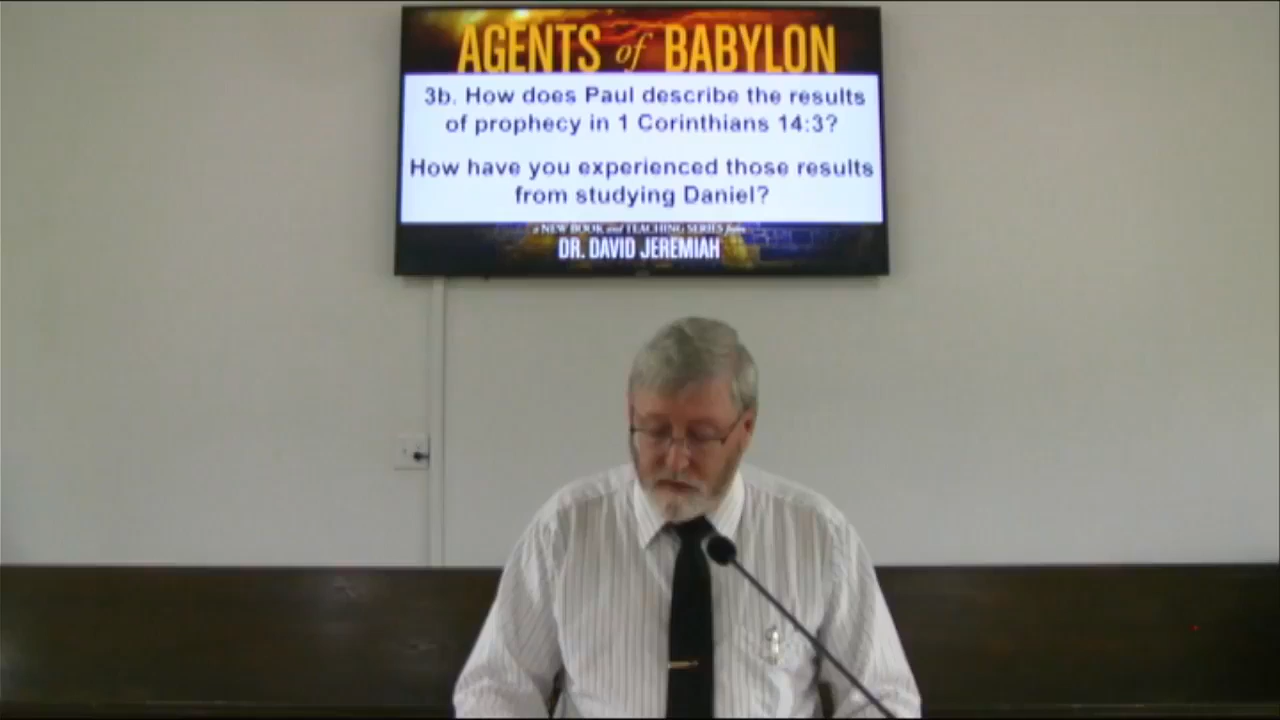 AGENTS of BABYLON
3b. How does Paul describe the results
of prophecy in 1 Corinthians 14:3?
How have you experienced those results
from studying Daniel?
a NEW BOOK and TEACHING SERIES from
DR. DAVID JEREMIAH